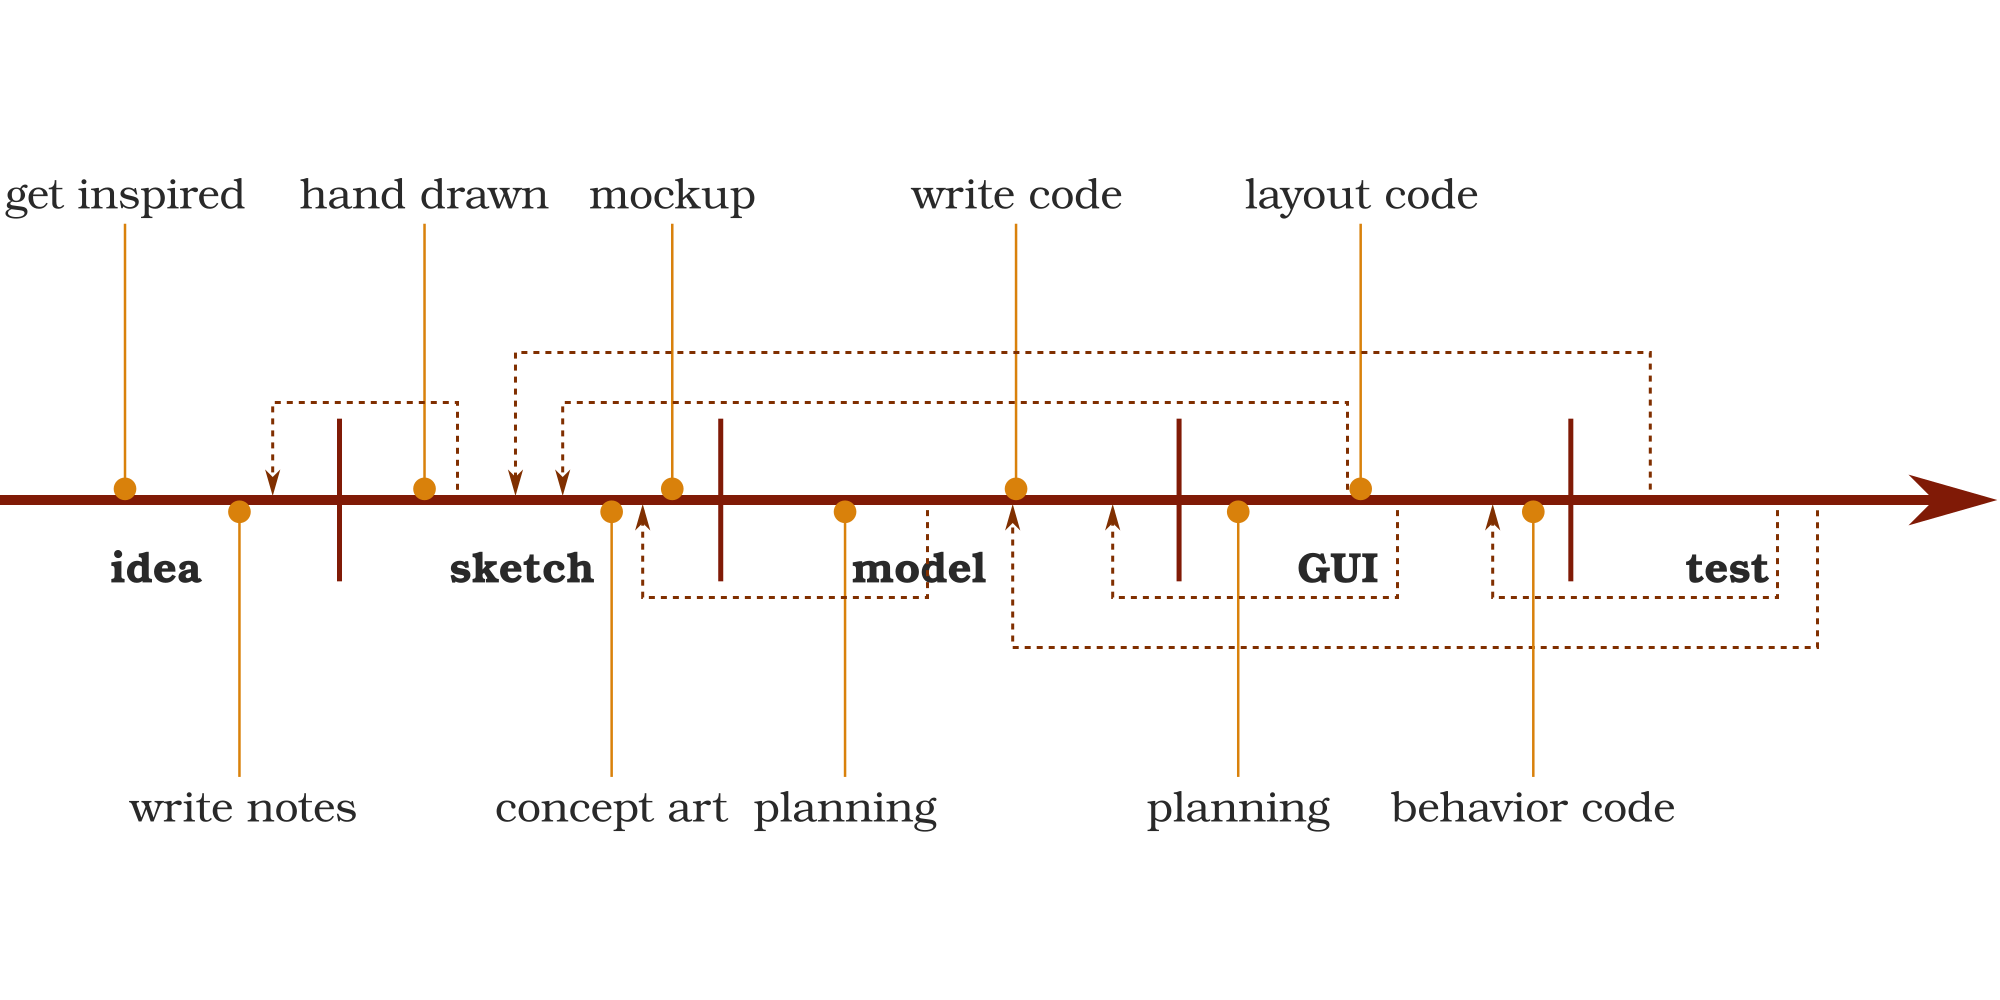 get inspired
hand drawn
mockup
write code
layout code
idea
sketch
model
GUI
test
write notes
concept art
planning
planning
behavior code